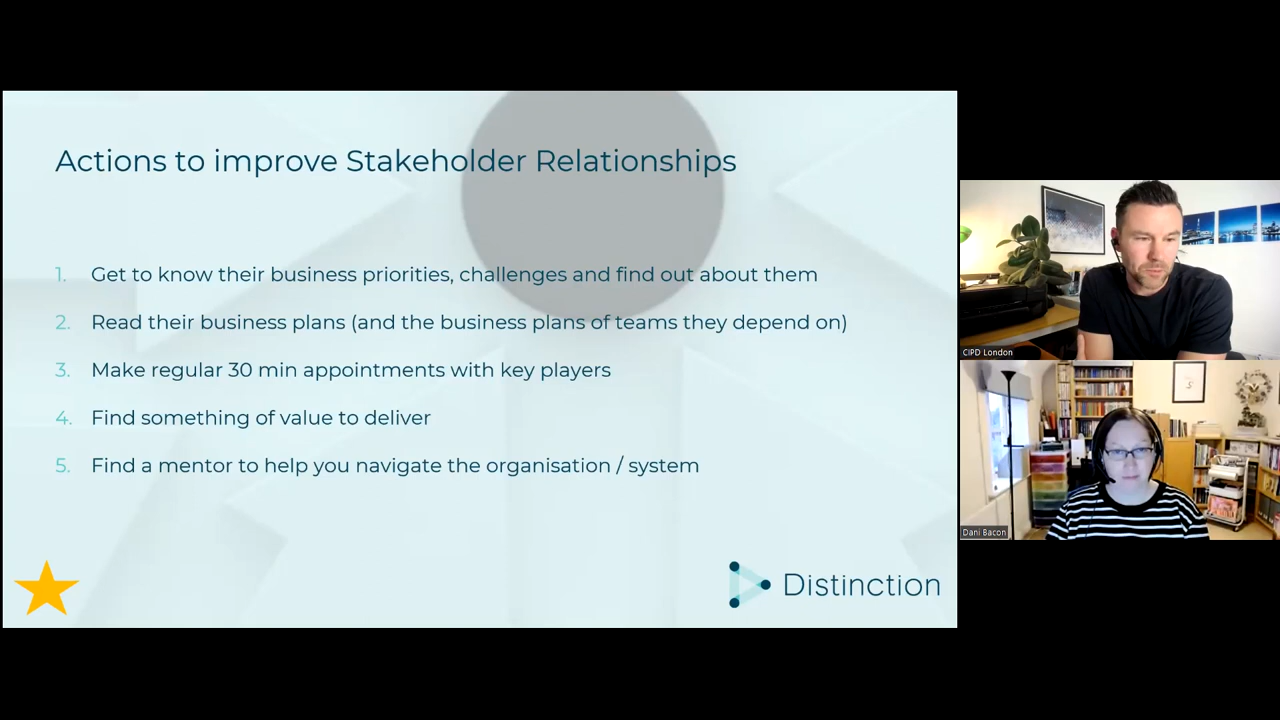 Actions to improve Stakeholder Relationships
1. Get to know their business priorities, challenges and find out about them
2. Read their business plans (and the business plans of teams they depend on)
3. Make regular 30 min appointments with key players
4. Find something of value to deliver
5. Find a mentor to help you navigate the organisation / system
Distinction
CIPD London
Dani Bacon